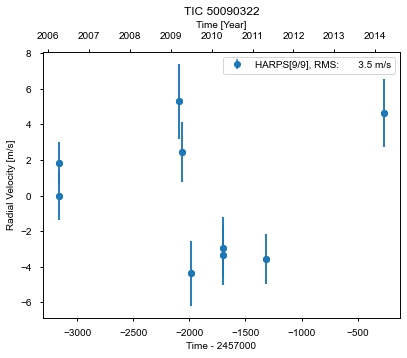 TIC 50090322
Time [Year]
2006 2007 2008 2009 2010 2011 2012 2013 2014
HARPS[9/9], RMS: 3.5 m/s
Radial Velocity [m/s]
8
6
4
2
0
−2
−4
−6
−3000 −2500 −2000 −1500 −1000 −500
Time - 2457000